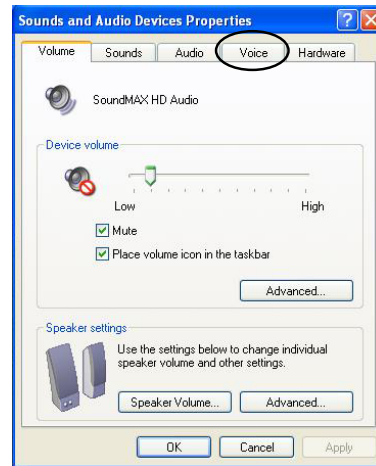 Sounds and Audio Devices Properties
Volume Sounds Audio Voice Hardware
SoundMAX HD Audio
Device volume
Low High
Mute
Place volume icon in the taskbar
Advanced...
Speaker settings
Use the settings below to change individual
speaker volume and other settings.
Speaker Volume... Advanced...
OK Cancel Apply